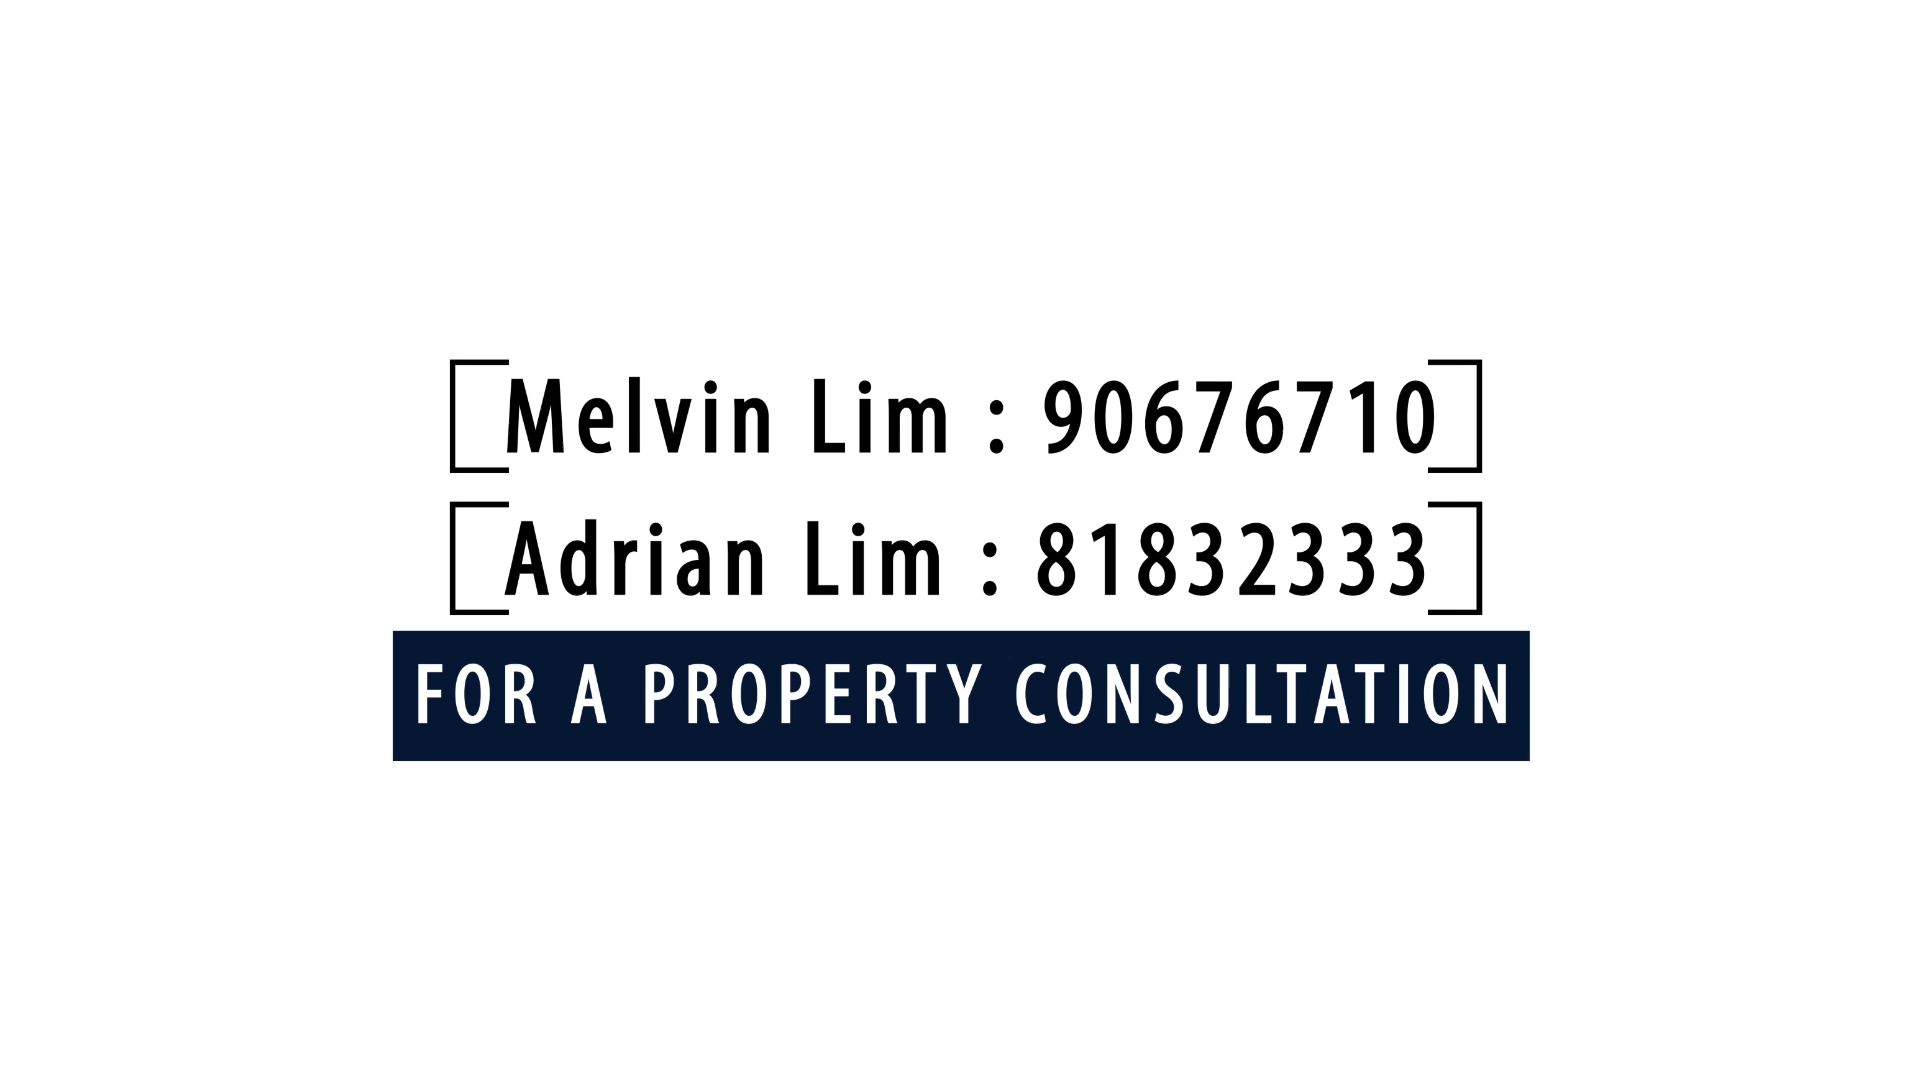 Melvin Lim : 90676710
Adrian Lim : 81832333
FOR A PROPERTY CONSULTATION